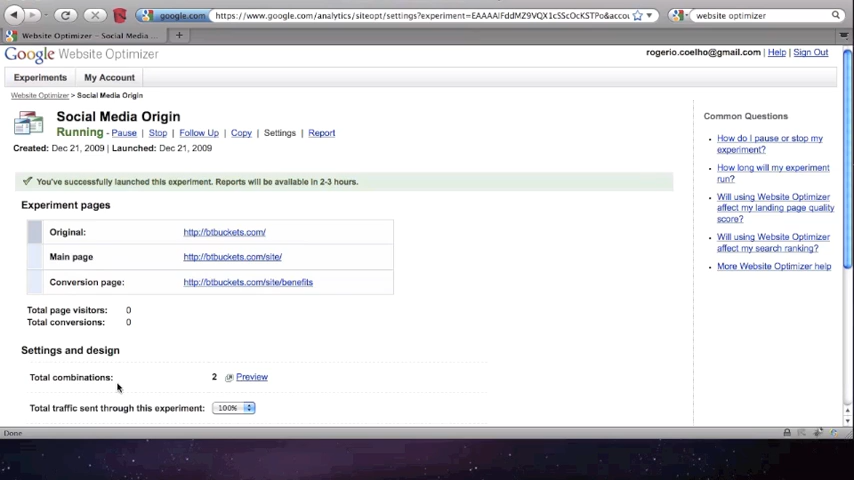 google.com https://www.google.com/analytics/siteopt/settings?experiment=EAAAAIFddMZ9VQX1cSScOcKSTPo&accou website optimizer
Website Optimizer - Social Media ...
Google Website Optimizer
rogerio.coelho@gmail.com | Help | Sign Out
Experiments My Account
Website Optimizer > Social Media Origin
Social Media Origin
Running - Pause | Stop | Follow Up | Copy | Settings | Report
Created: Dec 21, 2009 | Launched: Dec 21, 2009
You've successfully launched this experiment. Reports will be available in 2-3 hours.
Experiment pages
Original: http://btbuckets.com/
Main page http://btbuckets.com/site/
Conversion page: http://btbuckets.com/site/benefits
Total page visitors: 0
Total conversions: 0
Settings and design
Total combinations: 2 Preview
Total traffic sent through this experiment: 100%
Common Questions
How do I pause or stop my
experiment?
How long will my experiment
run?
Will using Website Optimizer
affect my landing page quality
score?
Will using Website Optimizer
affect my search ranking?
More Website Optimizer help
Done